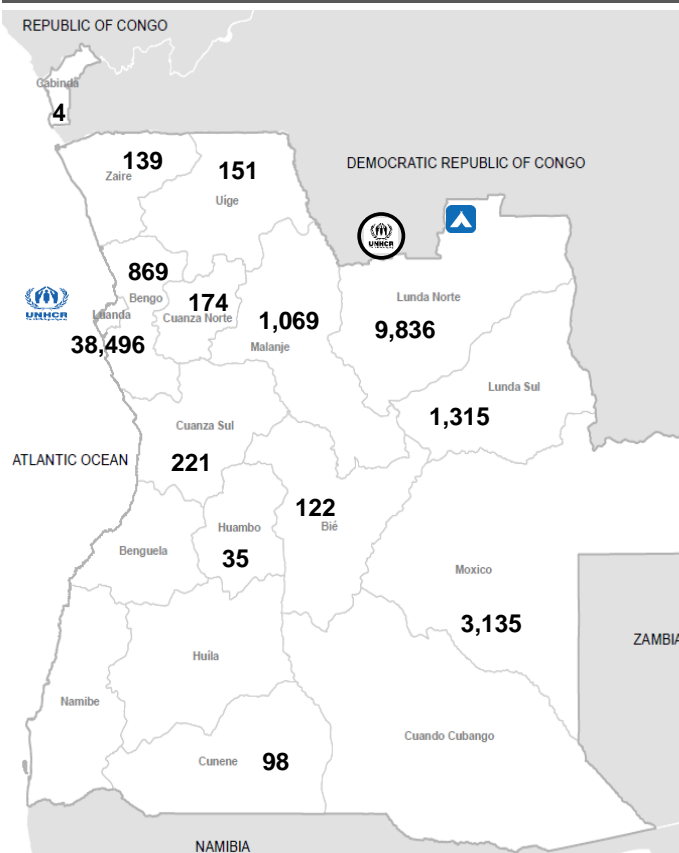 REPUBLIC OF CONGO
Cabinda
4
139
Zaire
151
Uíge
DEMOCRATIC REPUBLIC OF CONGO
UNHCR
869
Bengo
174
Cuanza Norte
1,069
Malanje
Lunda Norte
9,836
UNHCR
Luanda
38,496
Lunda Sul
1,315
Cuanza Sul
221
ATLANTIC OCEAN
122
Bié
Huambo
35
Benguela
Moxico
3,135
ZAMBIA
Huíla
Namibe
Cuando Cubango
Cunene
98
NAMIBIA